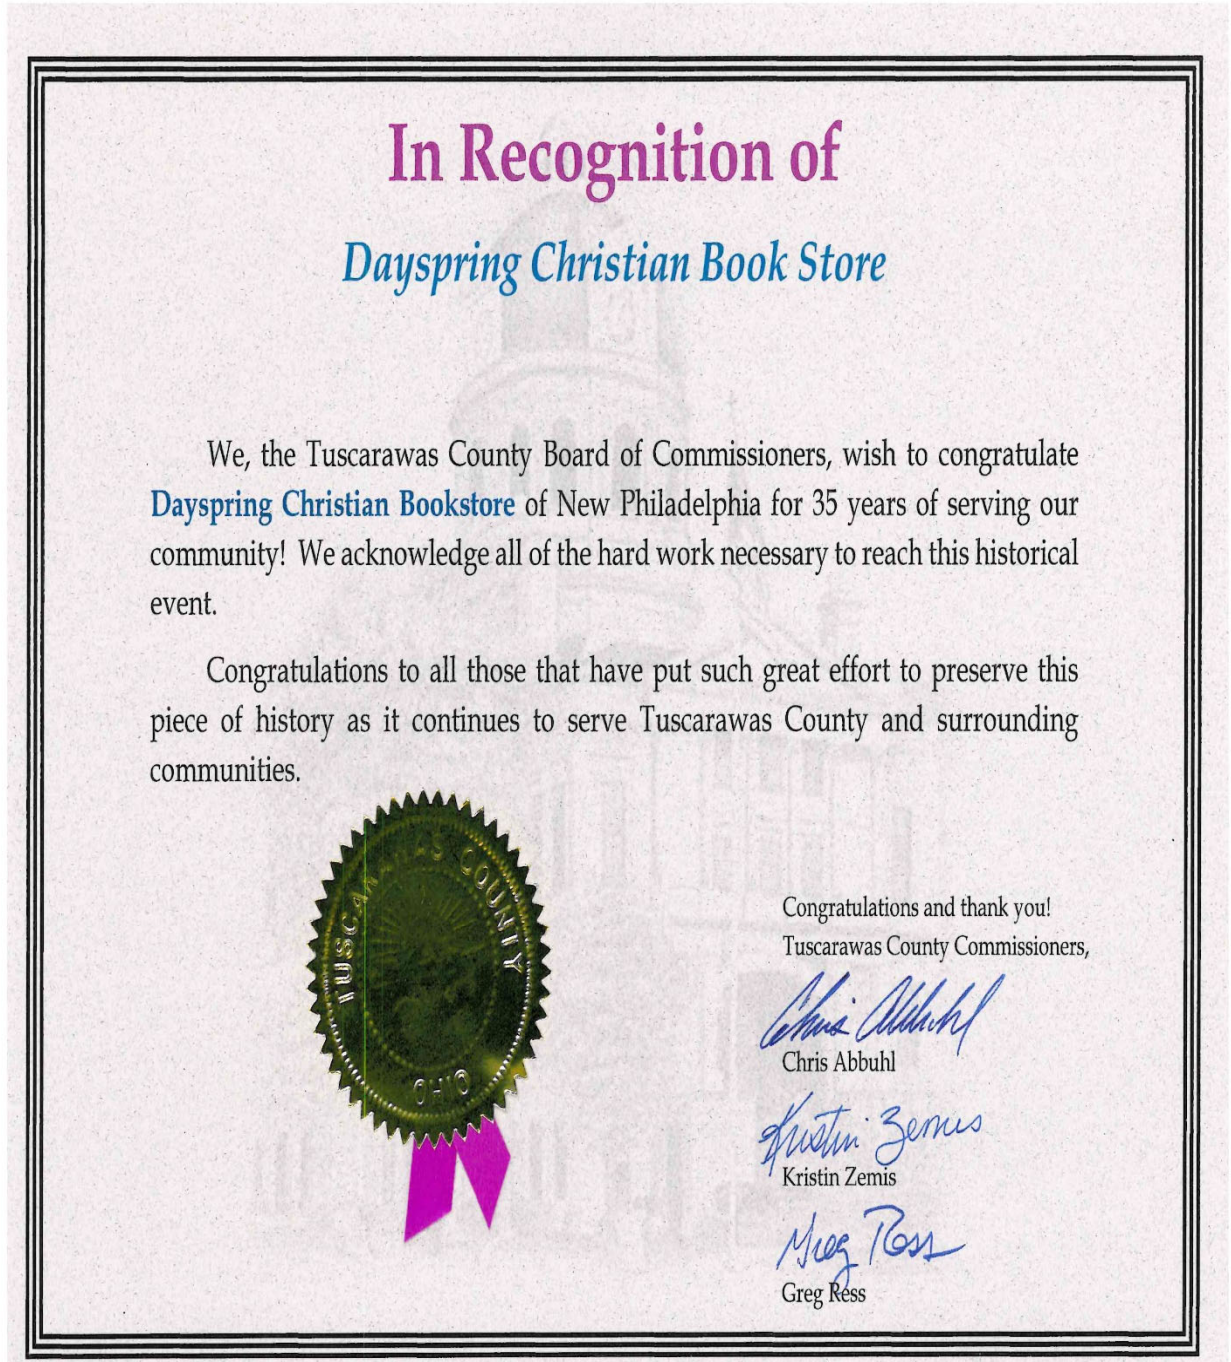 In Recognition of
Dayspring Christian Book Store
We, the Tuscarawas County Board of Commissioners, wish to congratulate
Dayspring Christian Bookstore of New Philadelphia for 35 years of serving our
community! We acknowledge all of the hard work necessary to reach this historical
event.
Congratulations to all those that have put such great effort to preserve this
piece of history as it continues to serve Tuscarawas County and surrounding
communities.
TUSCARAWAS COUNTY
OHIO
Congratulations and thank you!
Tuscarawas County Commissioners,
Chris Abbuhl
Chris Abbuhl
Kristin Zemis
Kristin Zemis
Greg Ress
Greg Ress